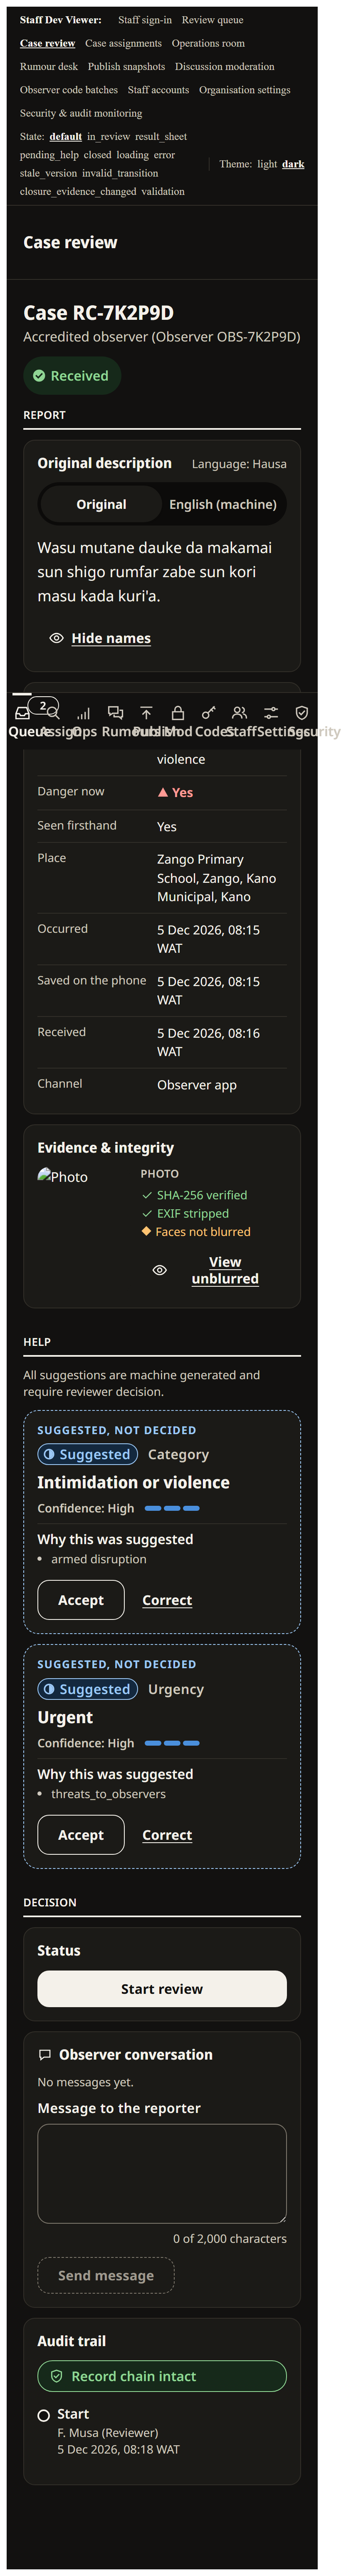 Staff Dev Viewer: Staff sign-in Review queue
Case review Case assignments Operations room
Rumour desk Publish snapshots Discussion moderation
Observer code batches Staff accounts Organisation settings
Security & audit monitoring
State: default in_review result_sheet
pending_help closed loading error
stale_version invalid_transition
closure_evidence_changed validation
Theme: light dark
Case review
Case RC-7K2P9D
Accredited observer (Observer OBS-7K2P9D)
Received
REPORT
Original description Language: Hausa
Original English (machine)
Wasu mutane dauke da makamai
sun shigo rumfar zabe sun kori
masu kada kuri'a.
Hide names
2
Queue Assign Ops Rumours Publish Mod Codes Staff Settings Security
violence
Danger now Yes
Seen firsthand Yes
Place Zango Primary
School, Zango, Kano
Municipal, Kano
Occurred 5 Dec 2026, 08:15
WAT
Saved on the phone 5 Dec 2026, 08:15
WAT
Received 5 Dec 2026, 08:16
WAT
Channel Observer app
Evidence & integrity
Photo
PHOTO
SHA-256 verified
EXIF stripped
Faces not blurred
View
unblurred
HELP
All suggestions are machine generated and
require reviewer decision.
SUGGESTED, NOT DECIDED
Suggested Category
Intimidation or violence
Confidence: High
Why this was suggested
armed disruption
Accept Correct
SUGGESTED, NOT DECIDED
Suggested Urgency
Urgent
Confidence: High
Why this was suggested
threats_to_observers
Accept Correct
DECISION
Status
Start review
Observer conversation
No messages yet.
Message to the reporter
0 of 2,000 characters
Send message
Audit trail
Record chain intact
Start
F. Musa (Reviewer)
5 Dec 2026, 08:18 WAT